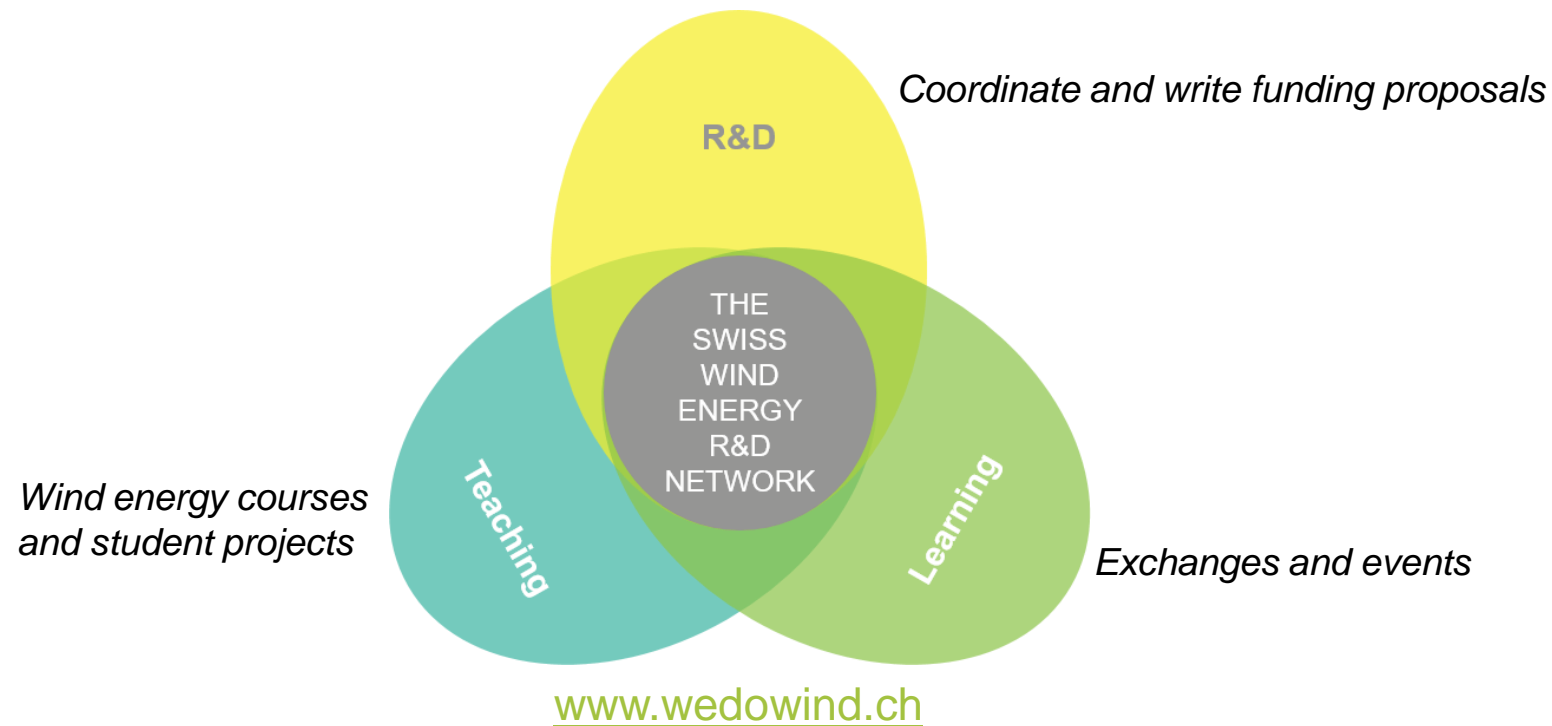 Coordinate and write funding proposals
R&D
THE
SWISS
WIND
ENERGY
R&D
NETWORK
Teaching
Learning
Wind energy courses
and student projects
Exchanges and events
www.wedowind.ch